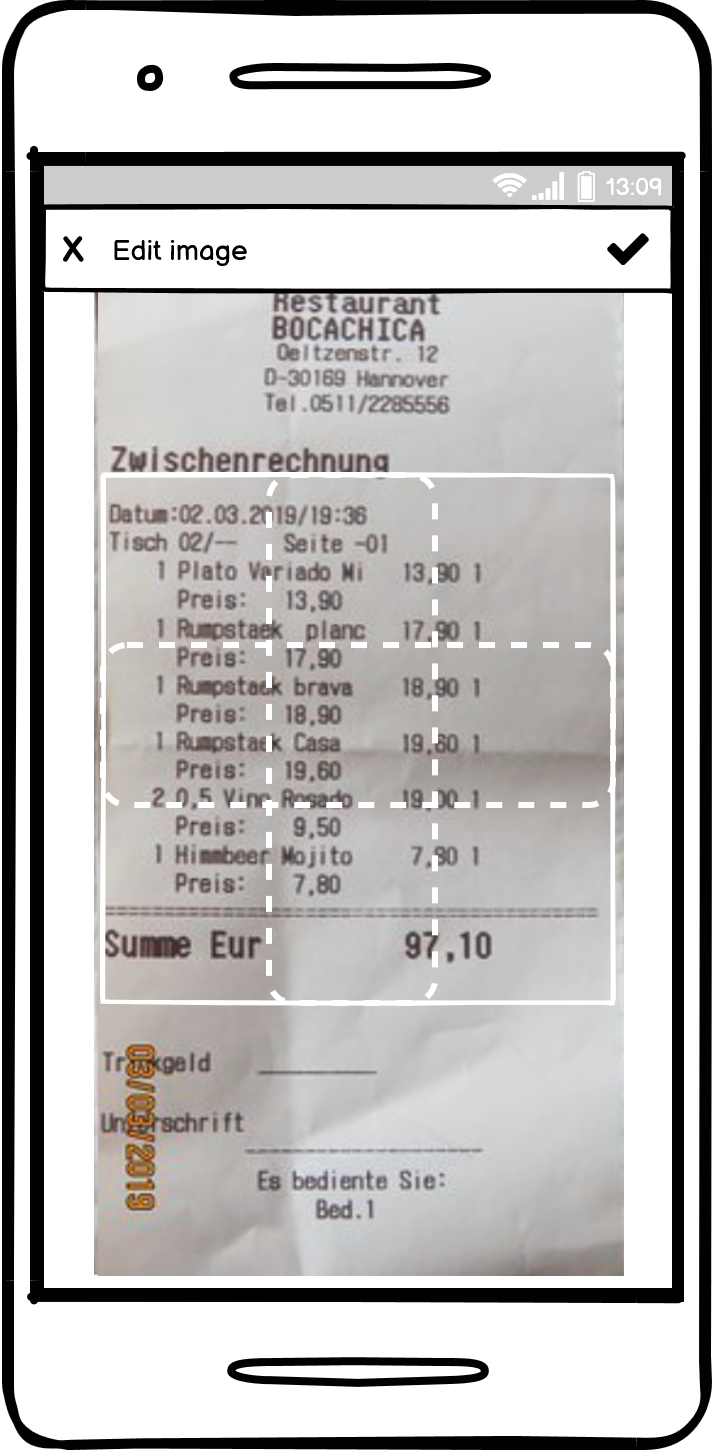 13:09
X Edit image
Restaurant
BOCACHICA
Oeltzenstr. 12
D-30169 Hannover
Tel.0511/2285556
Zwischenrechnung
Datum:02.03.2019/19:36
Tisch 02/-- Seite -01
1 Plato Variado Mi 13,90 1
Preis: 13,90
1 Rumpstaek planc 17,90 1
Preis: 17,90
1 Rumpstaek brava 18,90 1
Preis: 18,90
1 Rumpstaek Casa 19,60 1
Preis: 19,60
2 0,5 Vino Rosado 19,00 1
Preis: 9,50
1 Himmbeer Mojito 7,80 1
Preis: 7,80
Summe Eur 97,10
Trinkgeld
Unterschrift
03/03/2019
Es bediente Sie:
Bed.1